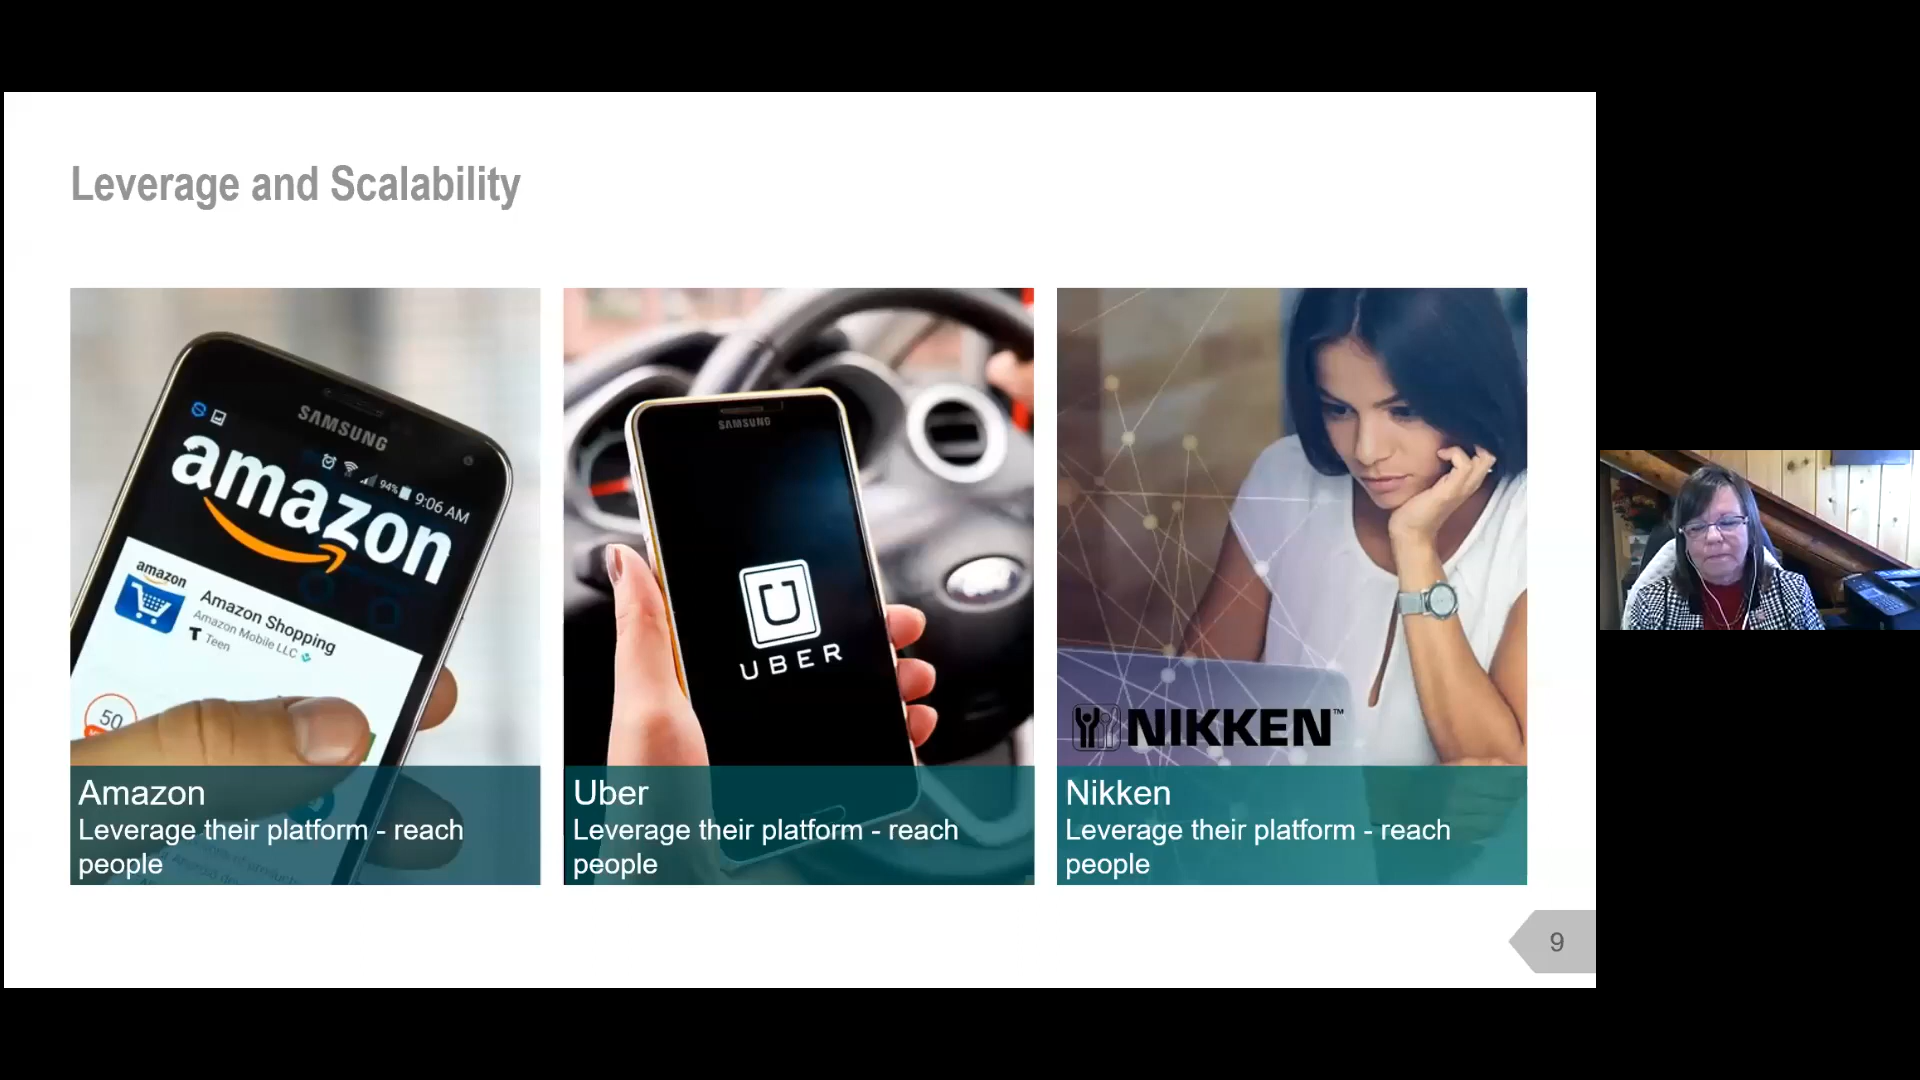 Leverage and Scalability
SAMSUNG
94% 9:06 AM
amazon
amazon
Amazon Shopping
Amazon Mobile LLC
T Teen
50
Amazon
Leverage their platform - reach
people
SAMSUNG
UBER
Uber
Leverage their platform - reach
people
NIKKEN™
Nikken
Leverage their platform - reach
people
9